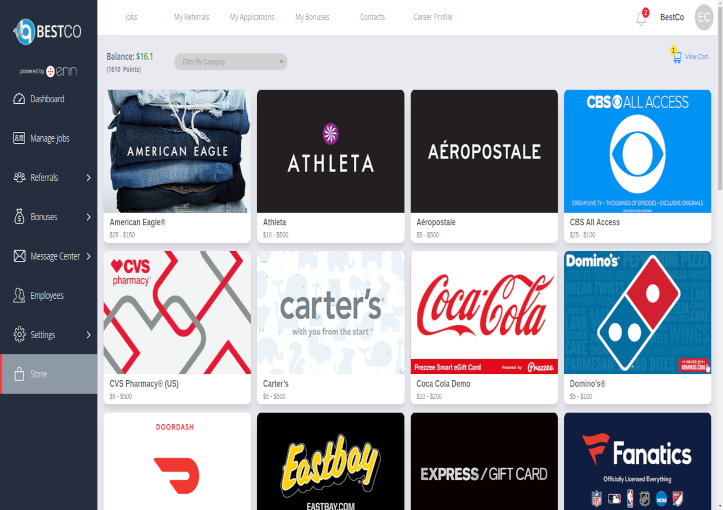 BESTCO
powered by erin
Dashboard
Manage Jobs
Referrals
Bonuses
Message Center
Employees
Settings
Store
Jobs
My Referrals
My Applications
My Bonuses
Contacts
Career Profile
2
BestCo
EC
Balance: $16.1
(1610 Points)
Filter By Category
1
View Cart
AMERICAN EAGLE
American Eagle®
$25 - $150
ATHLETA
Athleta
$10 - $500
AÉROPOSTALE
Aéropostale
$5 - $500
CBS ALL ACCESS
STREAM LIVE TV • THOUSANDS OF EPISODES • EXCLUSIVE ORIGINALS
CBS All Access
$25 - $100
CVS
pharmacy
CVS Pharmacy® (US)
$5 - $500
carter's
with you from the start
Carter's
$5 - $500
Coca-Cola
Prezzee Smart eGift Card
Powered by Prezzee
Coca Cola Demo
$10 - $200
Domino's
DOMINOS.COM
Domino's®
$5 - $100
DOORDASH
Eastbay
EASTBAY.COM
EXPRESS / GIFT CARD
Fanatics
Officially Licensed Everything